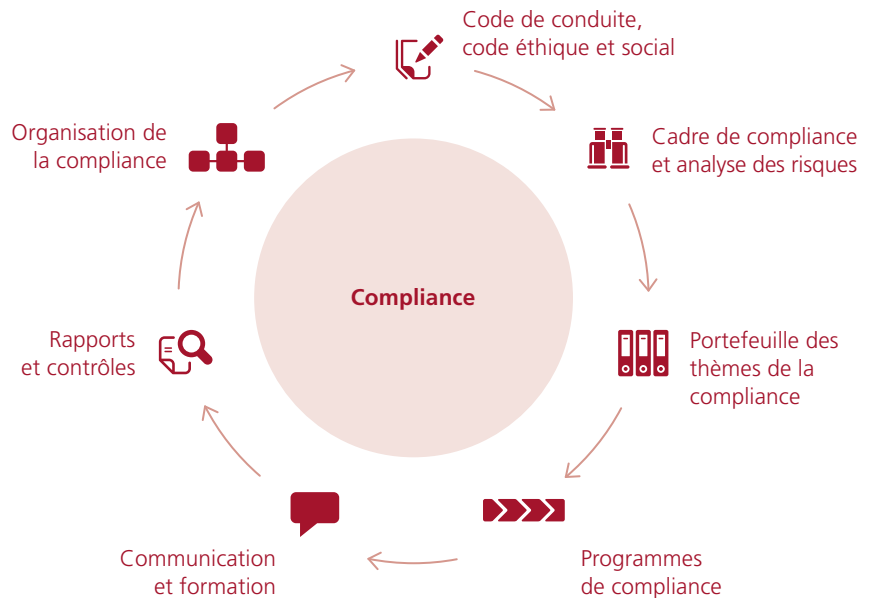 Code de conduite,
code éthique et social
Cadre de compliance
et analyse des risques
Portefeuille des
thèmes de la
compliance
Programmes
de compliance
Communication
et formation
Rapports
et contrôles
Organisation de
la compliance
Compliance